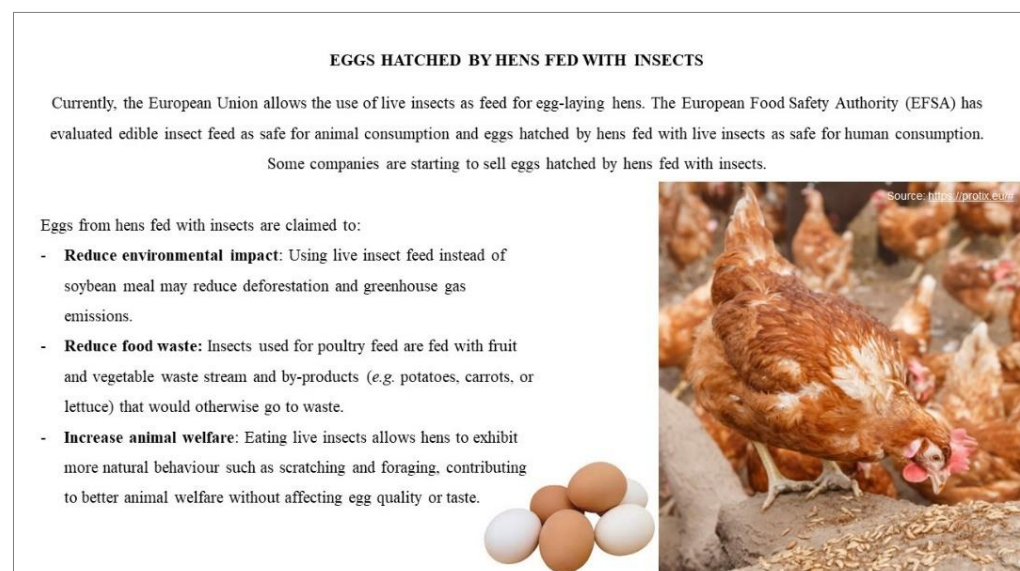 EGGS HATCHED BY HENS FED WITH INSECTS
Currently, the European Union allows the use of live insects as feed for egg-laying hens. The European Food Safety Authority (EFSA) has
evaluated edible insect feed as safe for animal consumption and eggs hatched by hens fed with live insects as safe for human consumption.
Some companies are starting to sell eggs hatched by hens fed with insects.
Source: https://protix.eu/#
Eggs from hens fed with insects are claimed to:
- Reduce environmental impact: Using live insect feed instead of
soybean meal may reduce deforestation and greenhouse gas
emissions.
- Reduce food waste: Insects used for poultry feed are fed with fruit
and vegetable waste stream and by-products (e.g. potatoes, carrots, or
lettuce) that would otherwise go to waste.
- Increase animal welfare: Eating live insects allows hens to exhibit
more natural behaviour such as scratching and foraging, contributing
to better animal welfare without affecting egg quality or taste.